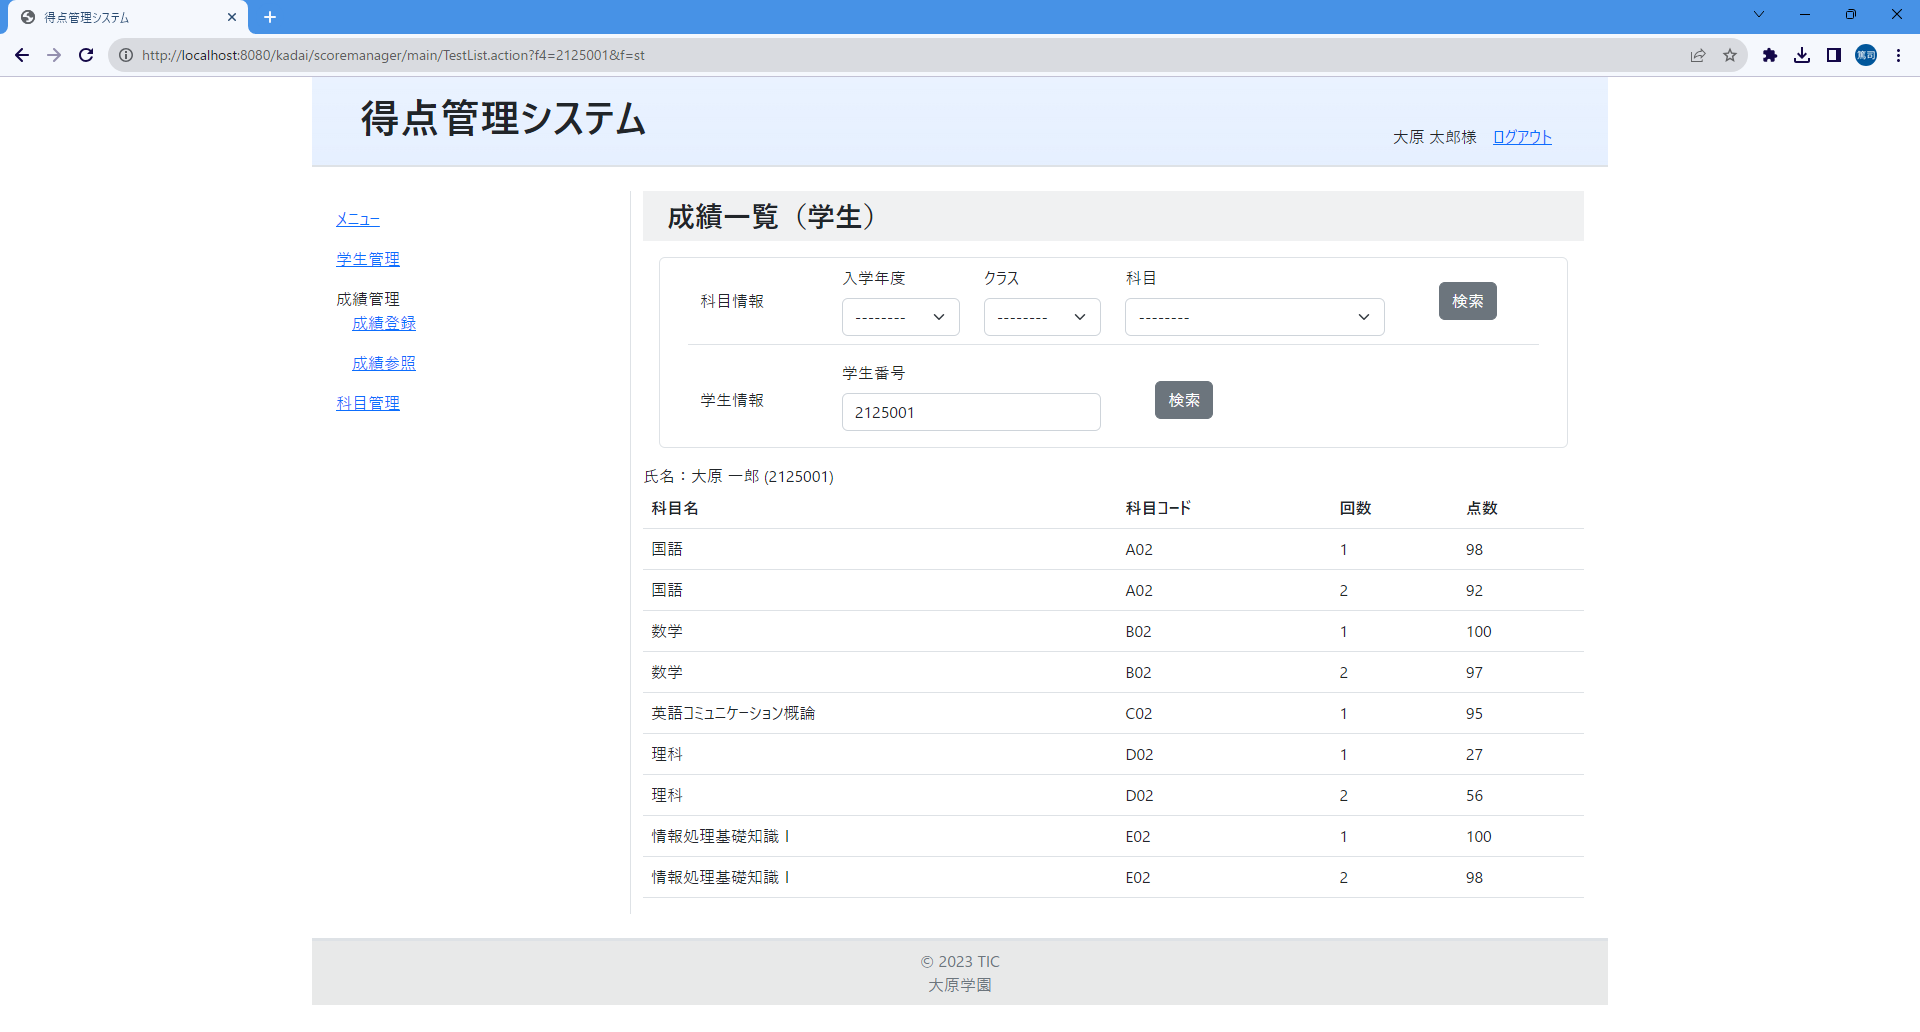 得点管理システム
http://localhost:8080/kadai/scoremanager/main/TestList.action?f4=2125001&f=st
篤司
得点管理システム
大原 太郎様 ログアウト
メニュー
学生管理
成績管理
成績登録
成績参照
科目管理
成績一覧（学生）
科目情報
入学年度 クラス 科目
-------- -------- --------
検索
学生情報
学生番号
2125001
検索
氏名：大原 一郎 (2125001)
科目名 科目コード 回数 点数
国語 A02 1 98
国語 A02 2 92
数学 B02 1 100
数学 B02 2 97
英語コミュニケーション概論 C02 1 95
理科 D02 1 27
理科 D02 2 56
情報処理基礎知識Ⅰ E02 1 100
情報処理基礎知識Ⅰ E02 2 98
© 2023 TIC
大原学園